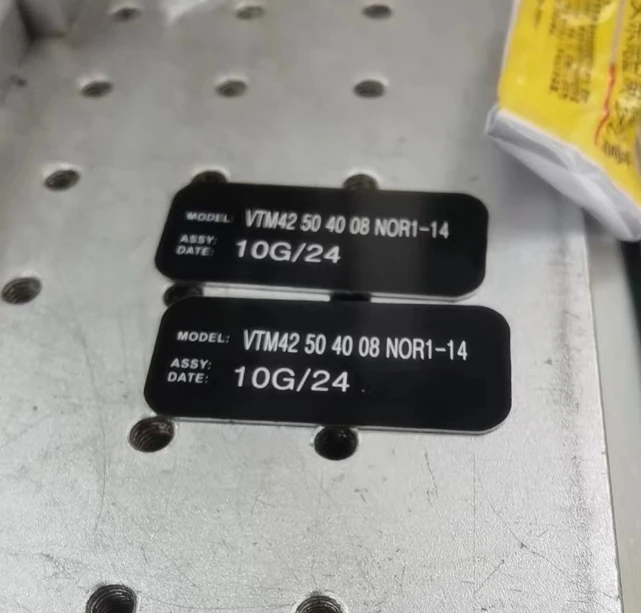 MODEL: VTM42 50 40 08 NOR1-14
ASSY:
DATE: 10G/24
MODEL: VTM42 50 40 08 NOR1-14
ASSY:
DATE: 10G/24